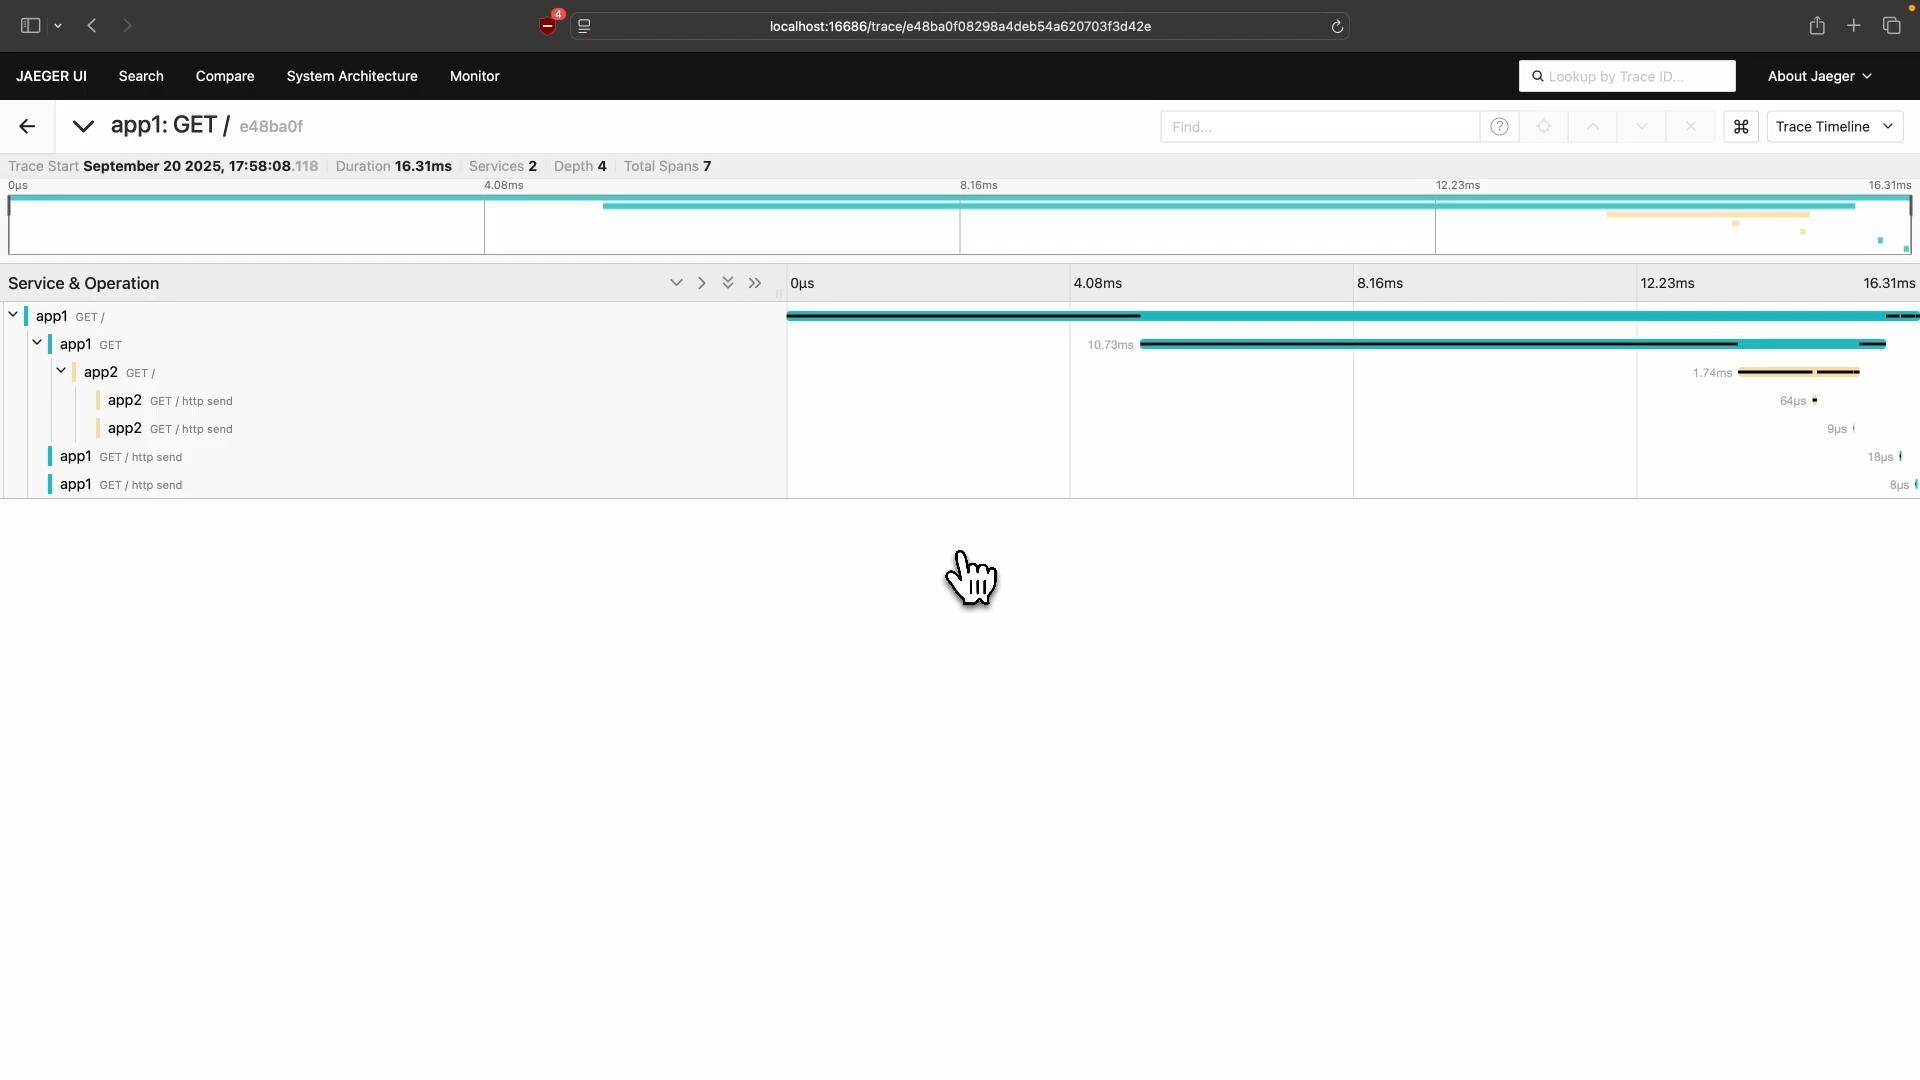 4
localhost:16686/trace/e48ba0f08298a4deb54a620703f3d42e
JAEGER UI Search Compare System Architecture Monitor Lookup by Trace ID... About Jaeger
app1: GET / e48ba0f Find... ⌘ Trace Timeline
Trace Start September 20 2025, 17:58:08.118 Duration 16.31ms Services 2 Depth 4 Total Spans 7
0μs 4.08ms 8.16ms 12.23ms 16.31ms
Service & Operation 0μs 4.08ms 8.16ms 12.23ms 16.31ms
app1 GET /
app1 GET 10.73ms
app2 GET / 1.74ms
app2 GET / http send 64μs
app2 GET / http send 9μs
app1 GET / http send 18μs
app1 GET / http send 8μs